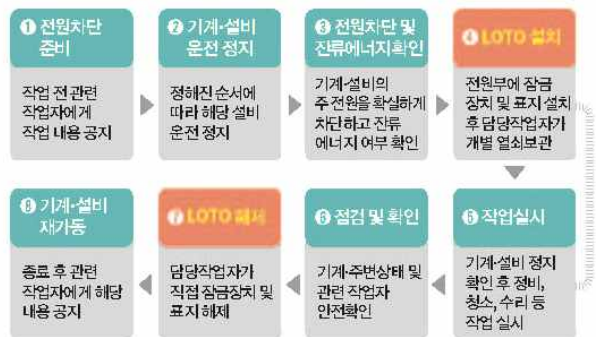 ❶ 전원차단
준비
작업 전 관련
작업자에게
작업 내용 공지
❷ 기계·설비
운전 정지
정해진 순서에
따라 해당 설비
운전 정지
❸ 전원차단 및
잔류에너지 확인
기계·설비의
주 전원을 확실하게
차단하고 잔류
에너지 여부 확인
❹ LOTO 설치
전원부에 잠금
장치 및 표지 설치
후 담당작업자가
개별 열쇠보관
❺ 작업실시
기계·설비 정지
확인 후 정비,
청소, 수리 등
작업 실시
❻ 점검 및 확인
기계·주변상태 및
관련 작업자
안전확인
❼ LOTO 해제
담당작업자가
직접 잠금장치 및
표지 해제
❽ 기계·설비
재가동
종료 후 관련
작업자에게 해당
내용 공지